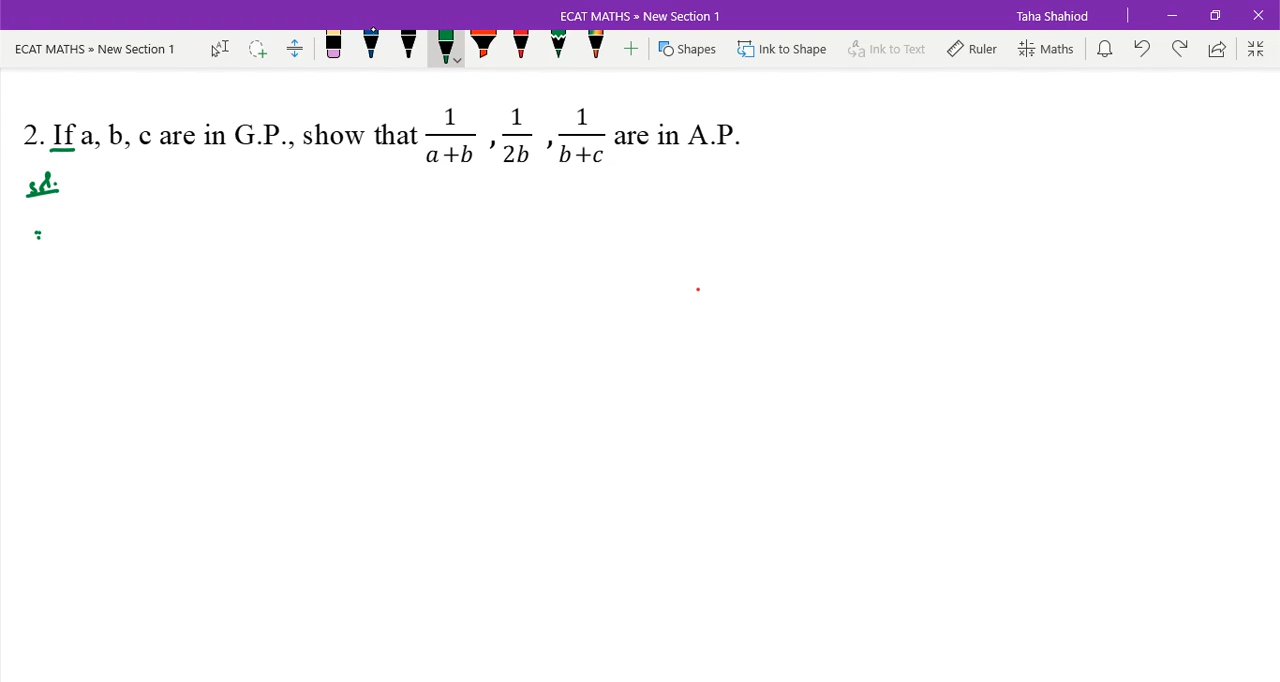 ECAT MATHS » New Section 1
Taha Shahiod
ECAT MATHS » New Section 1
Shapes
Ink to Shape
Ink to Text
Ruler
Maths
2. If a, b, c are in G.P., show that 1/(a+b), 1/2b, 1/(b+c) are in A.P.
sol.
: